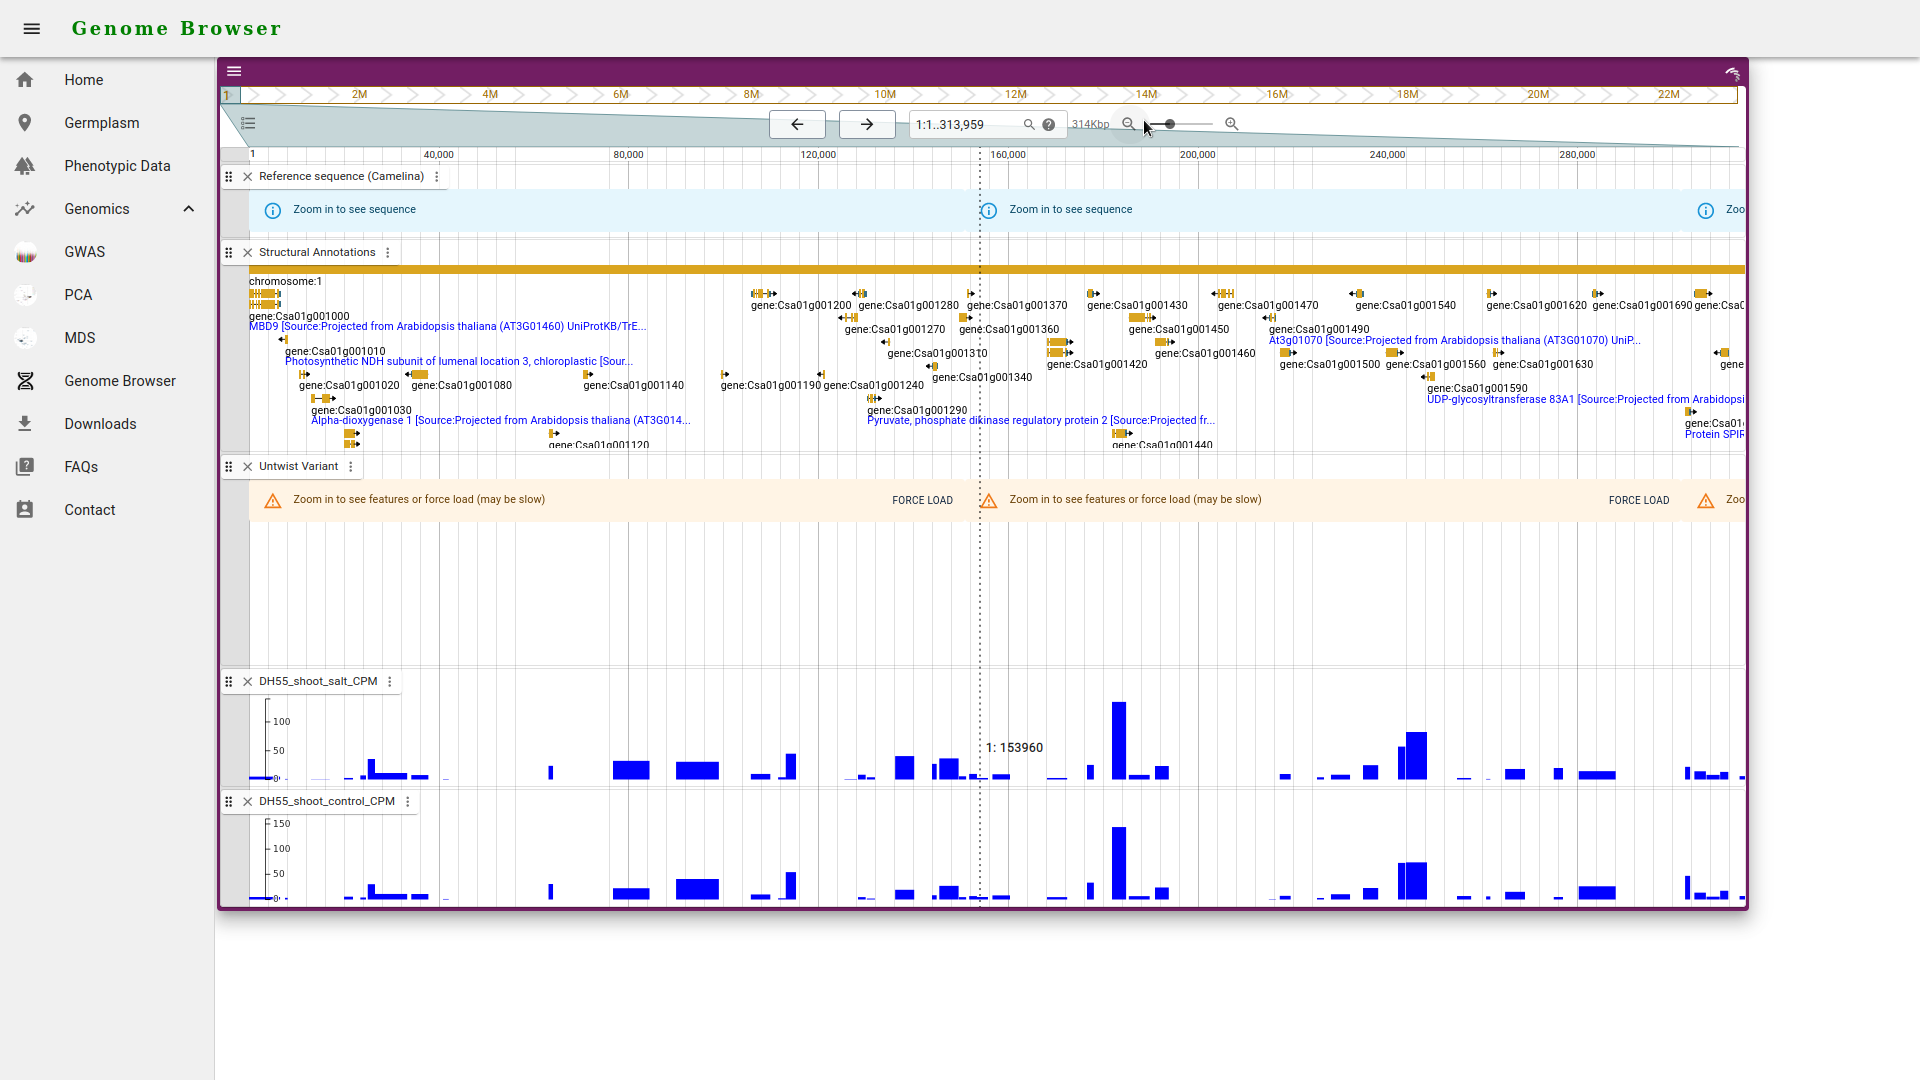 Genome Browser
Home
Germplasm
Phenotypic Data
Genomics
GWAS
PCA
MDS
Genome Browser
Downloads
FAQs
Contact
1 2M 4M 6M 8M 10M 12M 14M 16M 18M 20M 22M
1:1..313,959 314Kbp
1 40,000 80,000 120,000 160,000 200,000 240,000 280,000
Reference sequence (Camelina)
Zoom in to see sequence Zoom in to see sequence Zoo
Structural Annotations
chromosome:1
gene:Csa01g001200 gene:Csa01g001280 gene:Csa01g001370 gene:Csa01g001430 gene:Csa01g001470 gene:Csa01g001540 gene:Csa01g001620 gene:Csa01g001690 gene:Csa(
gene:Csa01g001000
MBD9 [Source:Projected from Arabidopsis thaliana (AT3G01460) UniProtKB/TrE...
gene:Csa01g001270 gene:Csa01g001360 gene:Csa01g001450 gene:Csa01g001490
At3g01070 [Source:Projected from Arabidopsis thaliana (AT3G01070) UniP...
gene:Csa01g001010 gene:Csa01g001310 gene:Csa01g001460
Photosynthetic NDH subunit of lumenal location 3, chloroplastic [Sour...
gene:Csa01g001420 gene:Csa01g001500 gene:Csa01g001560 gene:Csa01g001630 gene
gene:Csa01g001340
gene:Csa01g001020 gene:Csa01g001080 gene:Csa01g001140 gene:Csa01g001190 gene:Csa01g001240 gene:Csa01g001590
UDP-glycosyltransferase 83A1 [Source:Projected from Arabidopsi
gene:Csa01g001030 gene:Csa01g001290
Alpha-dioxygenase 1 [Source:Projected from Arabidopsis thaliana (AT3G014... Pyruvate, phosphate dikinase regulatory protein 2 [Source:Projected fr... gene:Csa01
Protein SPIR
gene:Csa01g001120 gene:Csa01g001440
Untwist Variant
Zoom in to see features or force load (may be slow) FORCE LOAD Zoom in to see features or force load (may be slow) FORCE LOAD Zoo
DH55_shoot_salt_CPM
100
50
0
1: 153960
DH55_shoot_control_CPM
150
100
50
0